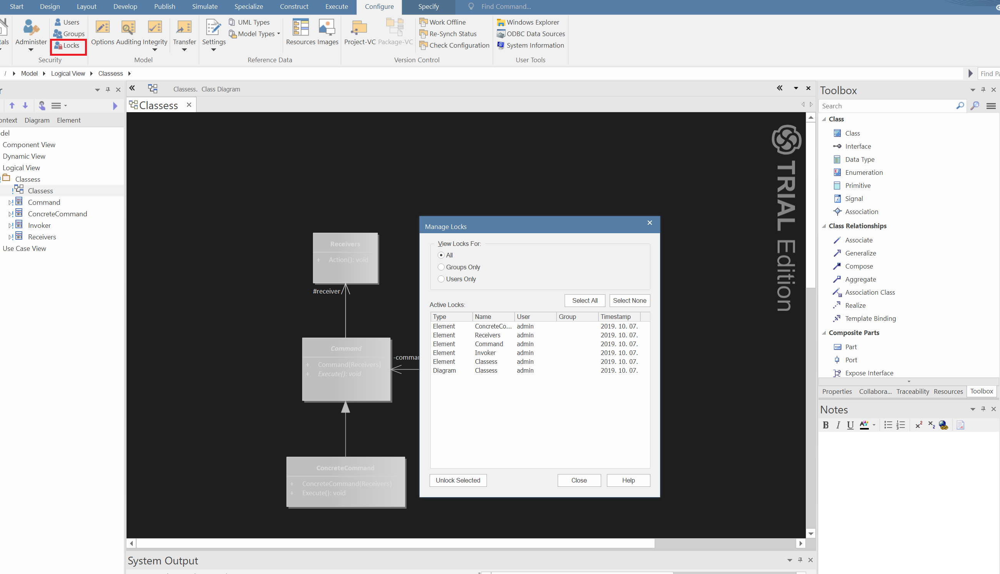 Start Design Layout Develop Publish Simulate Specialize Construct Execute Configure Specify Find Command...
Users UML Types Work Offline Windows Explorer
Groups Model Types Re-Synch Status ODBC Data Sources
Administer Options Auditing Integrity Transfer Settings Resources Images Project-VC Package-VC
Locks Check Configuration System Information
Security Model Reference Data Version Control User Tools
/ Model Logical View Classess
Classess. Class Diagram
Classess
Diagram Element
Component View
Dynamic View
Logical View
Classess
Classess
Command
ConcreteCommand
Invoker
Receivers
Use Case View
Receivers
+ Action(): void
#receiver
Command
+ Command(Receivers)
+ Execute(): void
ConcreteCommand
+ ConcreteCommand(Receivers)
+ Execute(): void
TRIAL Edition
Manage Locks
View Locks For:
All
Groups Only
Users Only
Select All Select None
Active Locks:
Type Name User Group Timestamp
Element ConcreteCo... admin 2019. 10. 07.
Element Receivers admin 2019. 10. 07.
Element Command admin 2019. 10. 07.
Element Invoker admin 2019. 10. 07.
Element Classess admin 2019. 10. 07.
Diagram Classess admin 2019. 10. 07.
Unlock Selected Close Help
Toolbox
Search
Class
Class
Interface
Data Type
Enumeration
Primitive
Signal
Association
Class Relationships
Associate
Generalize
Compose
Aggregate
Association Class
Realize
Template Binding
Composite Parts
Part
Port
Expose Interface
Properties Collabora... Traceability Resources Toolbox
Notes
B I U A x² x₂
System Output